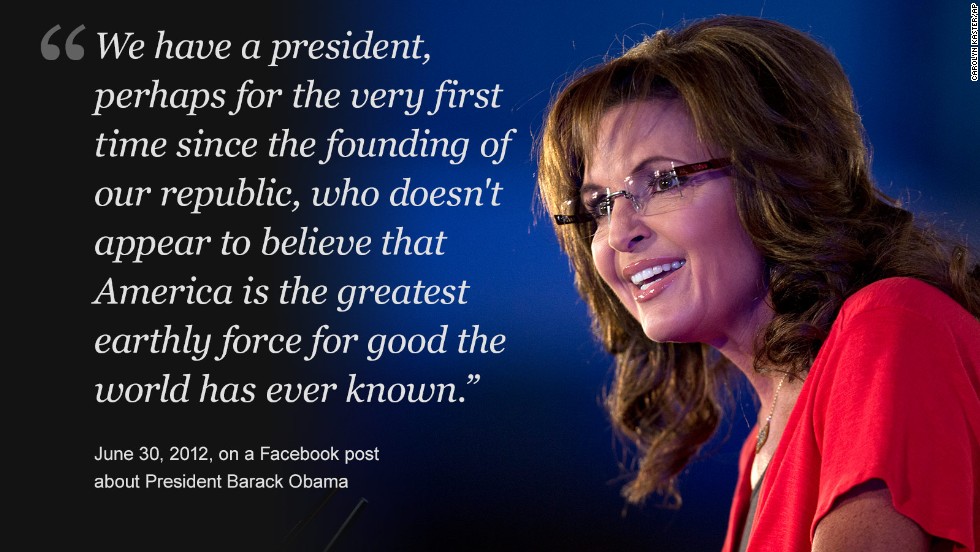 “
We have a president,
perhaps for the very first
time since the founding of
our republic, who doesn't
appear to believe that
America is the greatest
earthly force for good the
world has ever known.”
June 30, 2012, on a Facebook post
about President Barack Obama
CAROLYN KASTER/AP